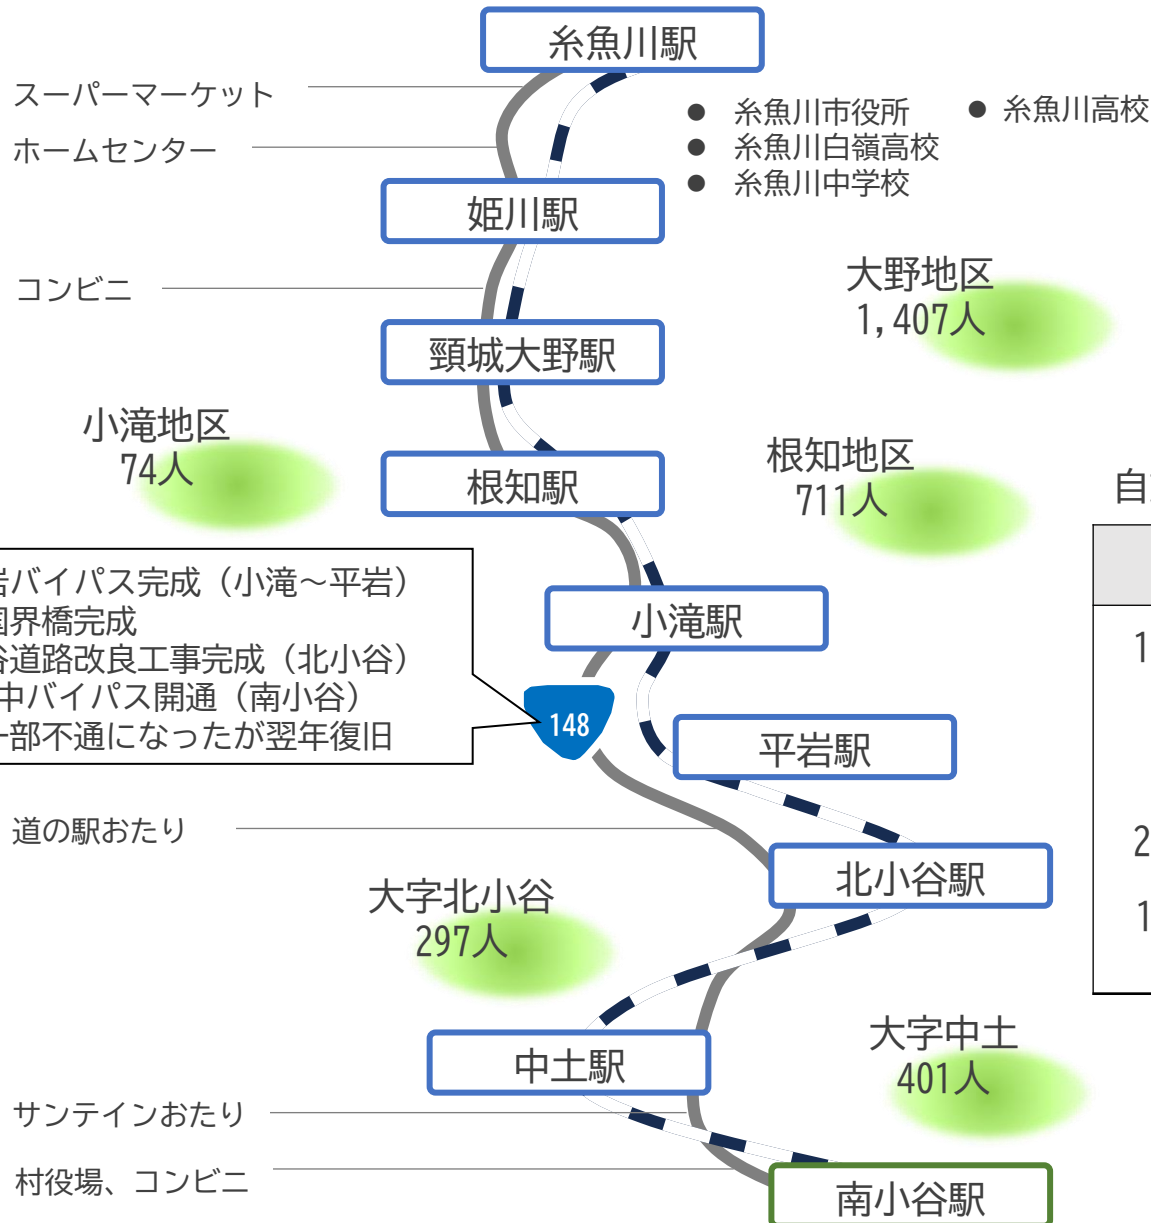 糸魚川駅
スーパーマーケット
● 糸魚川市役所 ● 糸魚川高校
ホームセンター
● 糸魚川白嶺高校
● 糸魚川中学校
姫川駅
コンビニ
大野地区
1,407人
頸城大野駅
小滝地区
74人
根知駅
根知地区
711人
岩バイパス完成（小滝～平岩）
国界橋完成
谷道路改良工事完成（北小谷）
中バイパス開通（南小谷）
一部不通になったが翌年復旧
小滝駅
148
平岩駅
道の駅おたり
北小谷駅
大字北小谷
297人
中土駅
大字中土
401人
サンテインおたり
村役場、コンビニ
南小谷駅
自
1
2
1